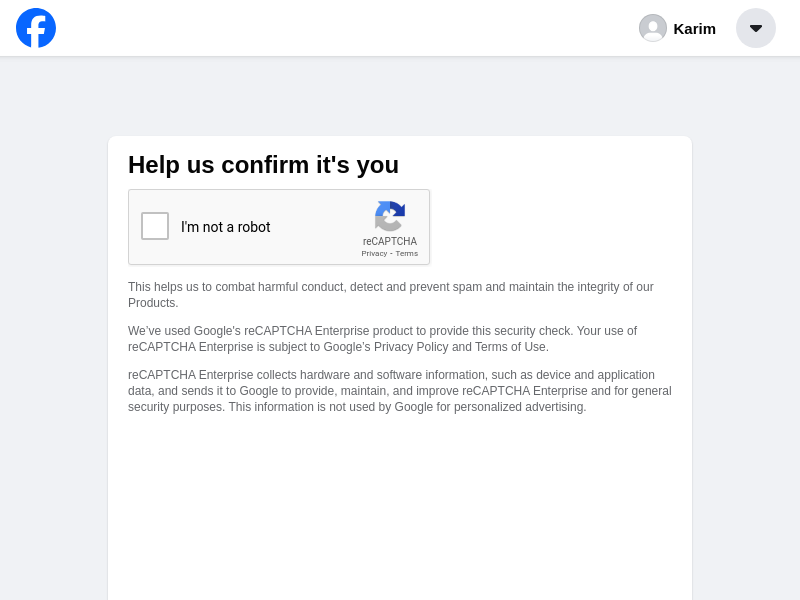 Karim
Help us confirm it's you
I'm not a robot
reCAPTCHA
Privacy - Terms
This helps us to combat harmful conduct, detect and prevent spam and maintain the integrity of our
Products.
We've used Google's reCAPTCHA Enterprise product to provide this security check. Your use of
reCAPTCHA Enterprise is subject to Google's Privacy Policy and Terms of Use.
reCAPTCHA Enterprise collects hardware and software information, such as device and application
data, and sends it to Google to provide, maintain, and improve reCAPTCHA Enterprise and for general
security purposes. This information is not used by Google for personalized advertising.